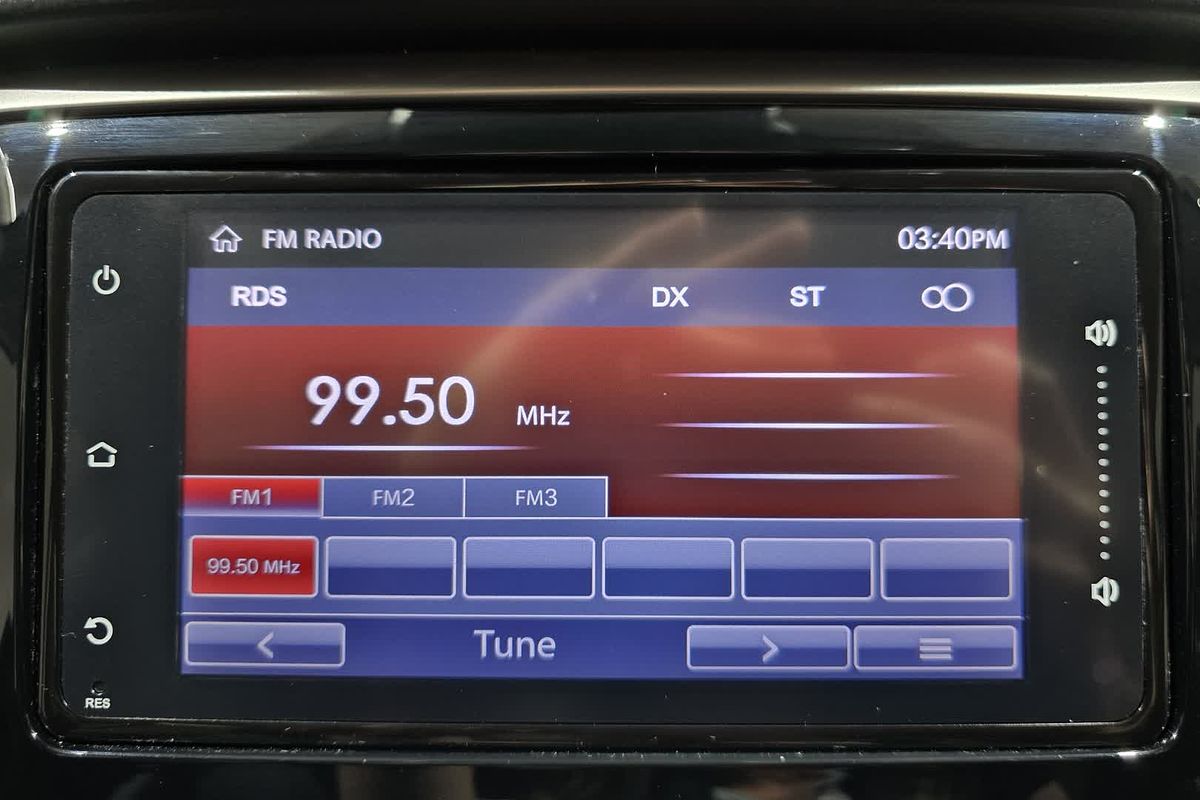 FM RADIO 03:40PM
RDS DX ST
99.50 MHz
FM1 FM2 FM3
99.50 MHz
Tune
RES